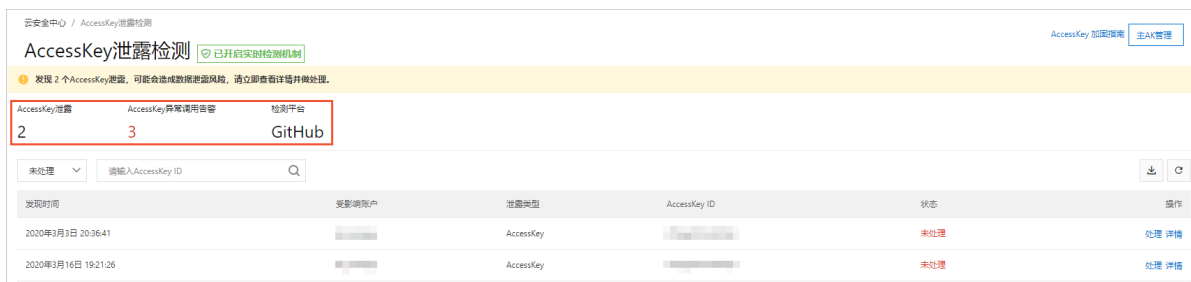 云安全中心 / AccessKey泄露检测
AccessKey泄露检测 已开启实时检测机制
AccessKey 加固指南 主AK管理
发现 2 个AccessKey泄露，可能会造成数据泄露风险，请立即查看详情并做处理。
AccessKey泄露 AccessKey异常调用告警 检测平台
2 3 GitHub
未处理 请输入AccessKey ID
发现时间 受影响账户 泄露类型 AccessKey ID 状态 操作
2020年3月3日 20:36:41 AccessKey 未处理 处理 详情
2020年3月16日 19:21:26 AccessKey 未处理 处理 详情